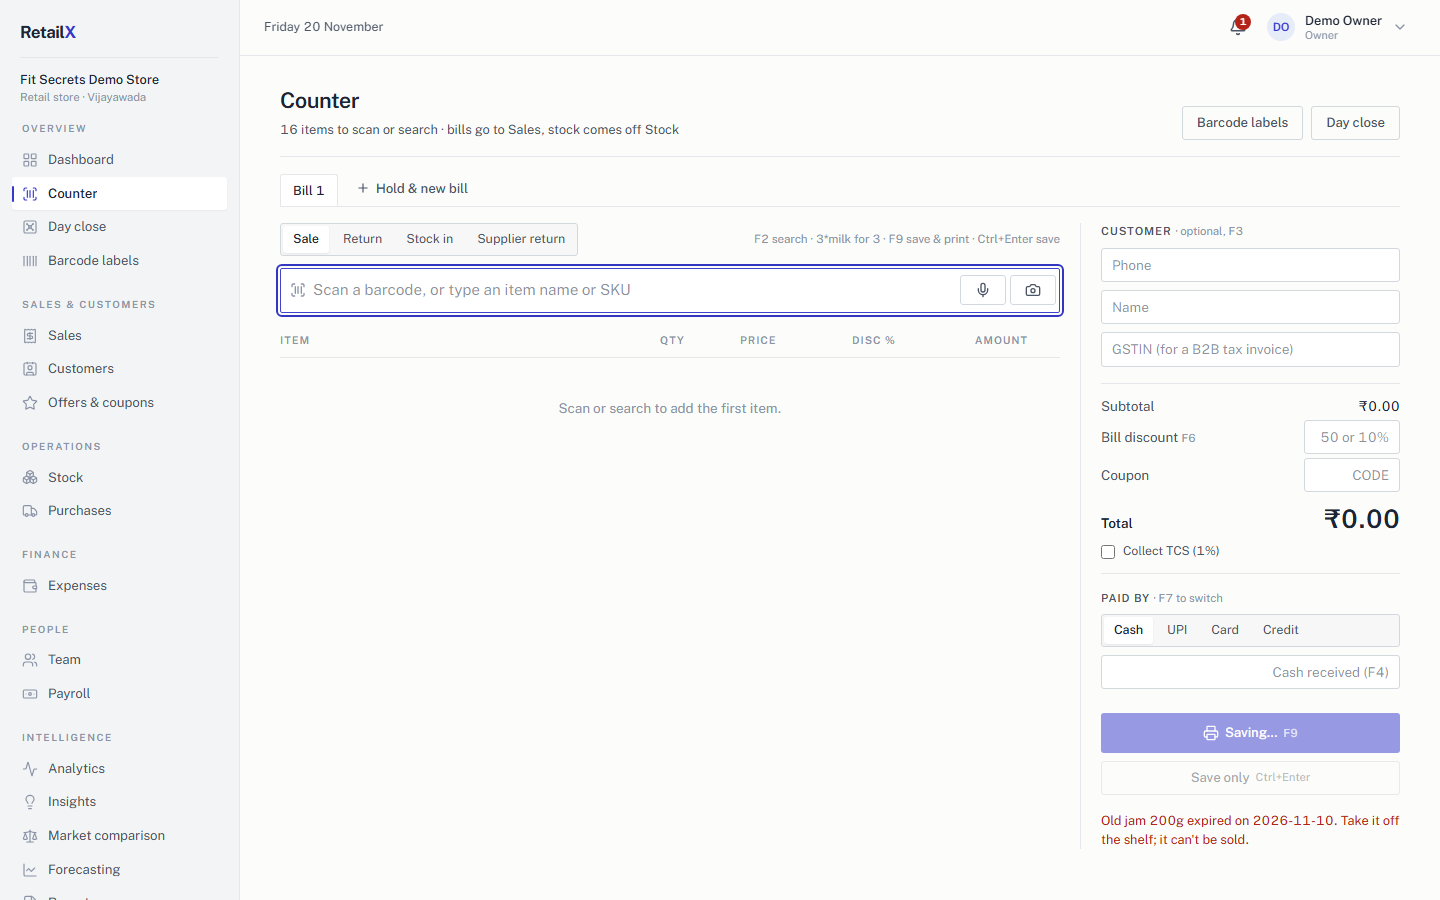 RetailX
Friday 20 November
1
DO
Demo Owner
Owner
Fit Secrets Demo Store
Retail store · Vijayawada
OVERVIEW
Dashboard
Counter
Day close
Barcode labels
SALES & CUSTOMERS
Sales
Customers
Offers & coupons
OPERATIONS
Stock
Purchases
FINANCE
Expenses
PEOPLE
Team
Payroll
INTELLIGENCE
Analytics
Insights
Market comparison
Forecasting
Counter
16 items to scan or search · bills go to Sales, stock comes off Stock
Barcode labels
Day close
Bill 1
+ Hold & new bill
Sale Return Stock in Supplier return
F2 search · 3*milk for 3 · F9 save & print · Ctrl+Enter save
Scan a barcode, or type an item name or SKU
ITEM QTY PRICE DISC % AMOUNT
Scan or search to add the first item.
CUSTOMER · optional, F3
Phone
Name
GSTIN (for a B2B tax invoice)
Subtotal ₹0.00
Bill discount F6 50 or 10%
Coupon CODE
Total ₹0.00
Collect TCS (1%)
PAID BY · F7 to switch
Cash UPI Card Credit
Cash received (F4)
Saving... F9
Save only Ctrl+Enter
Old jam 200g expired on 2026-11-10. Take it off
the shelf; it can't be sold.